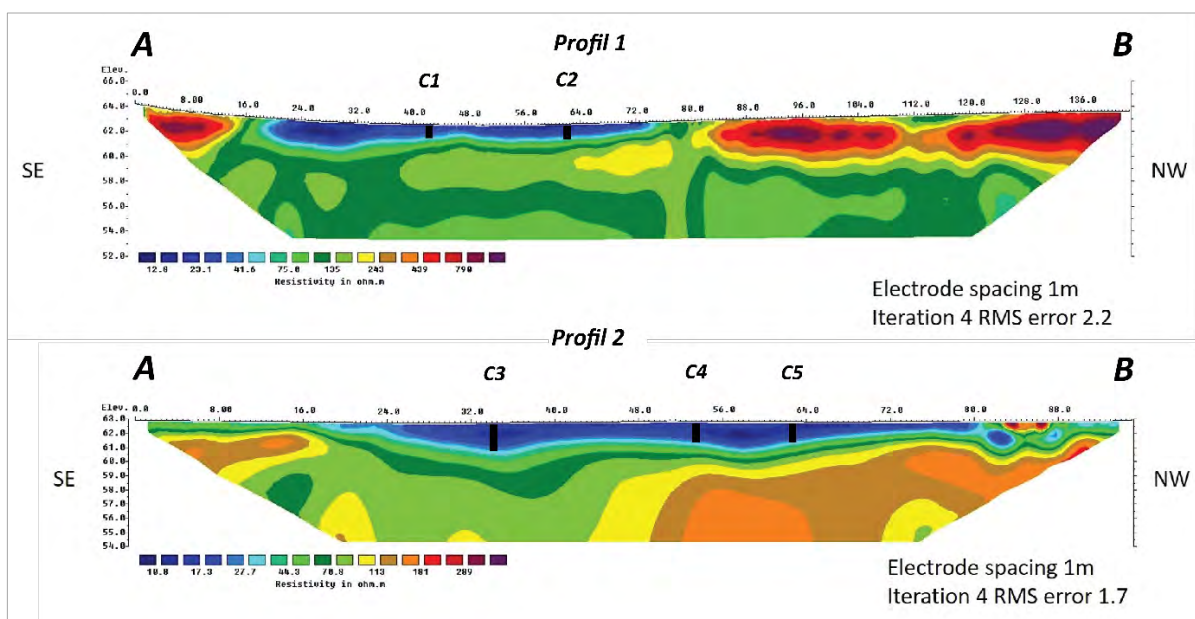 A
Profil 1
B
C1
C2
Elev.
66.0
0.0 8.00 16.0 24.0 32.0 40.0 48.0 56.0 64.0 72.0 80.0 88.0 96.0 104.0 112.0 120.0 128.0 136.0
64.0
62.0
60.0
58.0
56.0
54.0
52.0
SE
NW
12.8 23.1 41.6 75.0 135 243 439 790
Resistivity in ohm.m
Electrode spacing 1m
Iteration 4 RMS error 2.2
Profil 2
A
B
C3
C4
C5
Elev.
0.0 8.00 16.0 24.0 32.0 40.0 48.0 56.0 64.0 72.0 80.0 88.0
63.0
62.0
61.0
60.0
58.0
57.0
56.0
55.0
54.0
SE
NW
10.8 17.3 27.7 44.3 70.8 113 181 289
Resistivity in ohm.m
Electrode spacing 1m
Iteration 4 RMS error 1.7